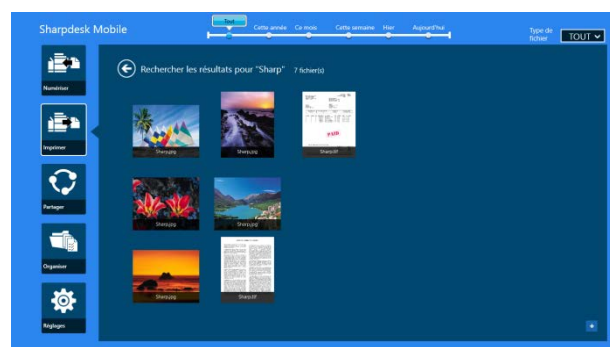 Sharpdesk Mobile
Tout
Cette année
Ce mois
Cette semaine
Hier
Aujourd'hui
Type de fichier
TOUT
Numériser
Imprimer
Partager
Organiser
Réglages
Rechercher les résultats pour "Sharp" 7 fichier(s)
Sharp.jpg
Sharp.jpg
Sharp.tif
Sharp.jpg
Sharp.jpg
Sharp.jpg
Sharp.tif